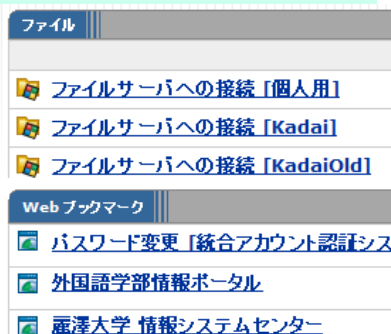 ファイル
ファイルサーバへの接続 [個人用]
ファイルサーバへの接続 [Kadai]
ファイルサーバへの接続 [KadaiOld]
Webブックマーク
パスワード変更 [統合アカウント認証シス
外国語学部情報ポータル
麗澤大学 情報システムセンター